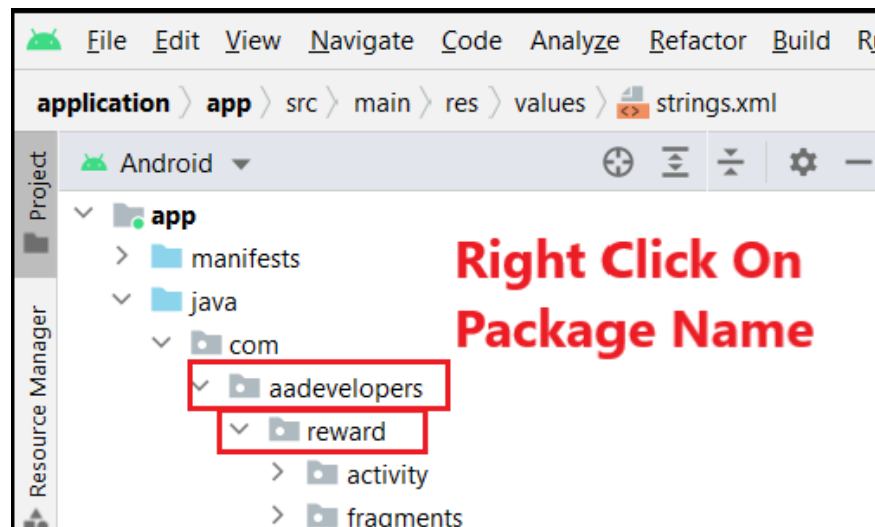 File Edit View Navigate Code Analyze Refactor Build
application 〉 app 〉 src 〉 main 〉 res 〉 values 〉 strings.xml
Project
Android
app
manifests
java
com
aadevelopers
reward
activity
fragments
Resource Manager
Right Click On
Package Name